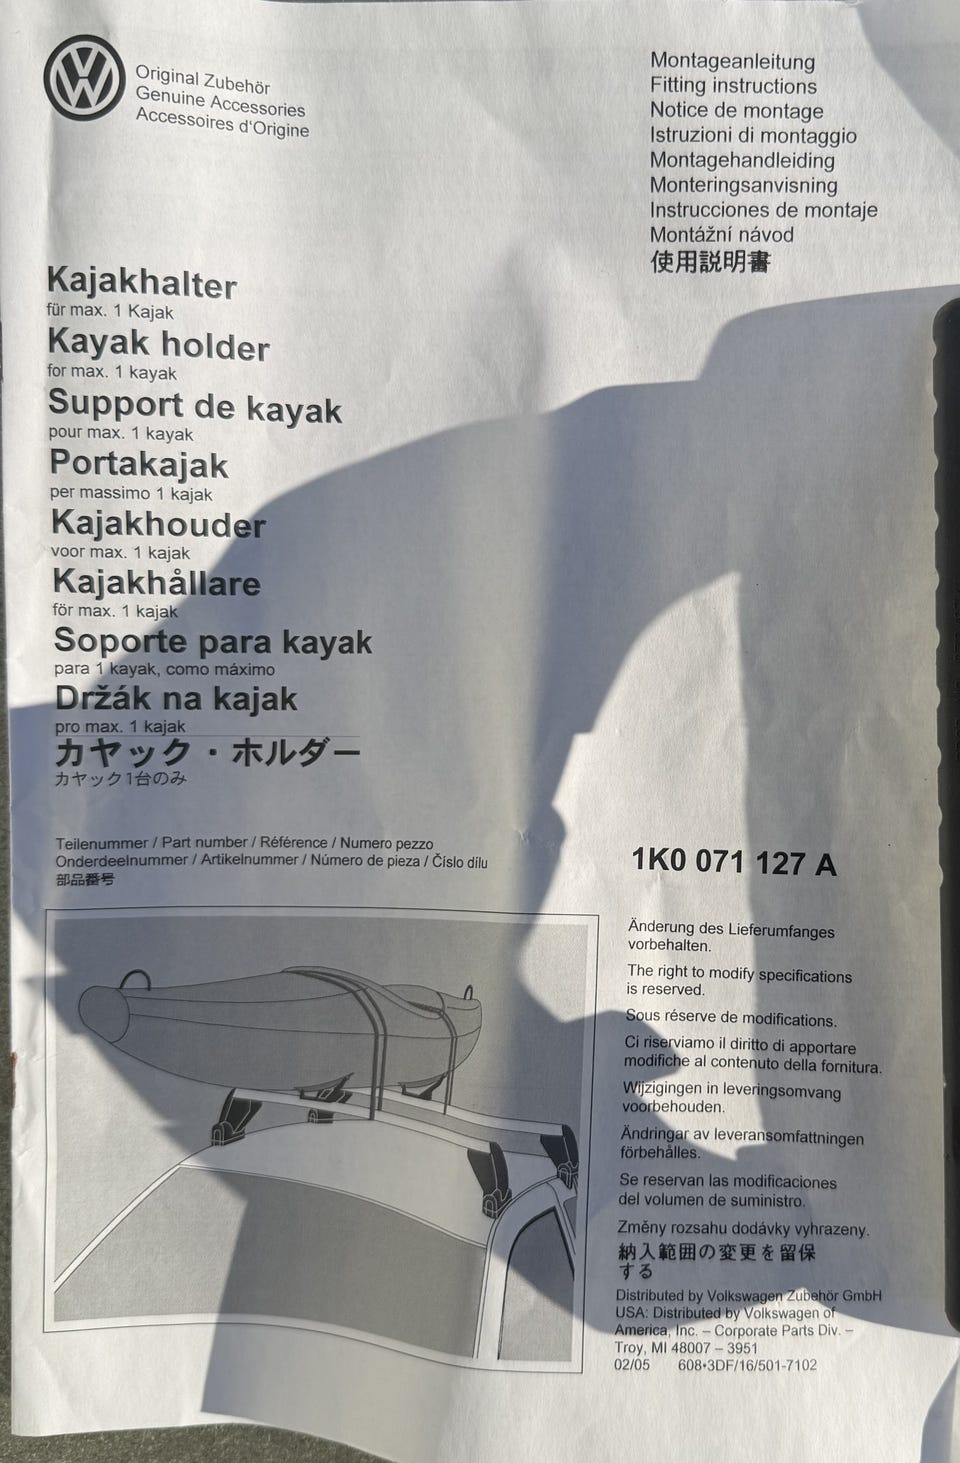 Original Zubehör
Genuine Accessories
Accessoires d'Origine
Montageanleitung
Fitting instructions
Notice de montage
Istruzioni di montaggio
Montagehandleiding
Monteringsanvisning
Instrucciones de montaje
Montážní návod
使用説明書
Kajakhalter
für max. 1 Kajak
Kayak holder
for max. 1 kayak
Support de kayak
pour max. 1 kayak
Portakajak
per massimo 1 kajak
Kajakhouder
voor max. 1 kajak
Kajakhållare
för max. 1 kajak
Soporte para kayak
para 1 kayak, como máximo
Držák na kajak
pro max. 1 kajak
カヤック・ホルダー
カヤック1台のみ
Teilenummer / Part number / Référence / Numero pezzo
Onderdeelnummer / Artikelnummer / Número de pieza / Číslo dílu
部品番号
1K0 071 127 A
Änderung des Lieferumfanges
vorbehalten.
The right to modify specifications
is reserved.
Sous réserve de modifications.
Ci riserviamo il diritto di apportare
modifiche al contenuto della fornitura.
Wijzigingen in leveringsomvang
voorbehouden.
Ändringar av leveransomfattningen
förbehålles.
Se reservan las modificaciones
del volumen de suministro.
Změny rozsahu dodávky vyhrazeny.
納入範囲の変更を留保
する
Distributed by Volkswagen Zubehör GmbH
USA: Distributed by Volkswagen of
America, Inc. – Corporate Parts Div. –
Troy, MI 48007 – 3951
02/05 608•3DF/16/501-7102